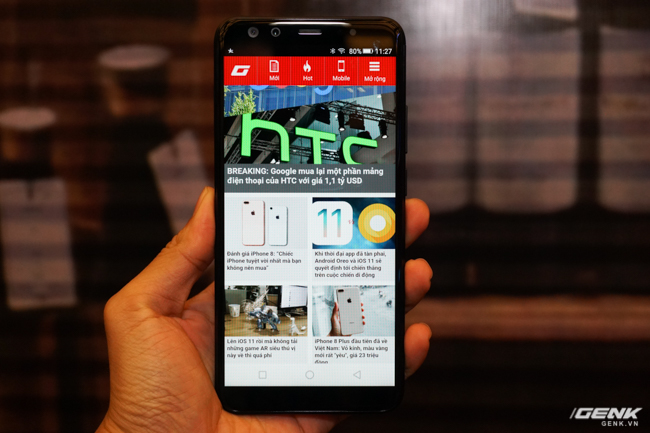 80% 11:27
G Mới Hot Mobile Mở rộng
hTC
BREAKING: Google mua lại một phần mảng
điện thoại của HTC với giá 1,1 tỷ USD
Đánh giá iPhone 8: "Chiếc
iPhone tuyệt vời nhất mà bạn
không nên mua"
11
Khi thời đại app đã tàn phai,
Android Oreo và iOS 11 sẽ
quyết định tới chiến thắng
trên cuộc chiến di động
Lên iOS 11 rồi mà không tải
những game AR siêu thú vị
này về thì quá phí
iPhone 8 Plus đầu tiên đã về
Việt Nam: Vỏ kính, màu vàng
mới rất "yêu", giá 23 triệu
đồng
GENK
GENK.VN